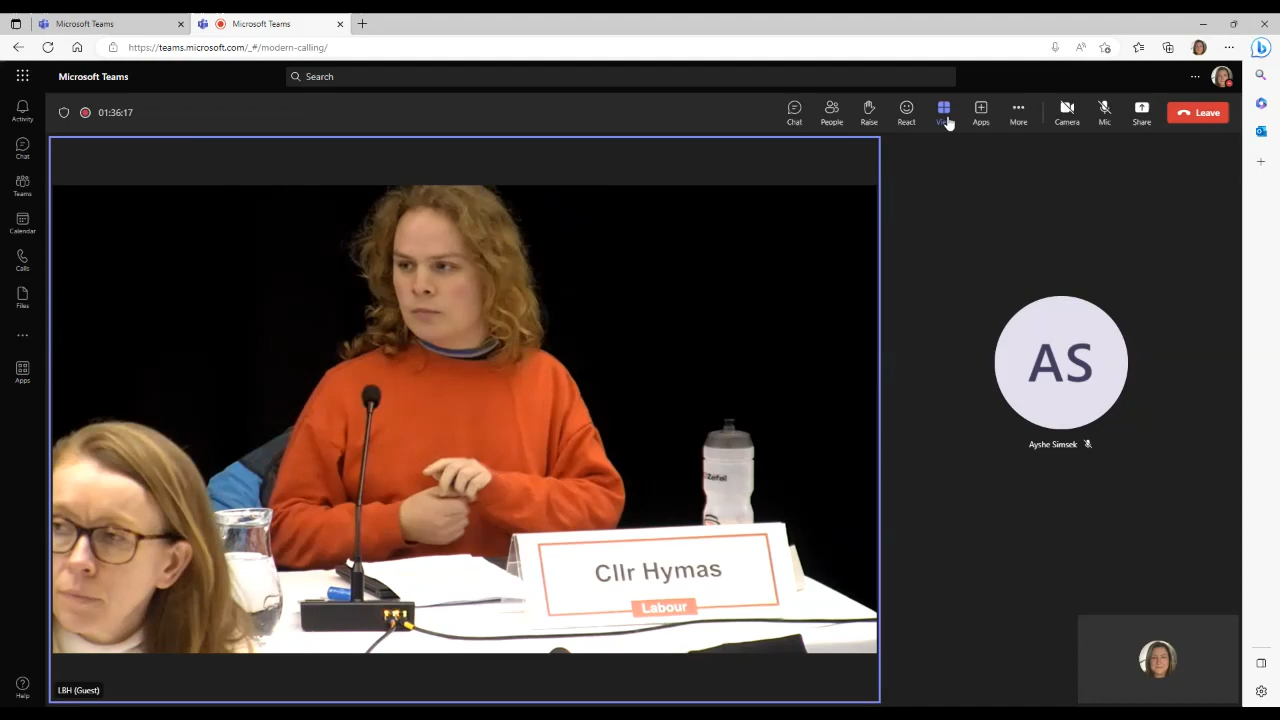 Microsoft Teams
Microsoft Teams
https://teams.microsoft.com/_#/modern-calling/
Microsoft Teams
Search
Activity
Chat
Teams
Calendar
Calls
Files
Apps
Help
01:36:17
Chat
People
Raise
React
View
Apps
More
Camera
Mic
Share
Leave
Zefal
Cllr Hymas
Labour
AS
Ayshe Simsek
LBH (Guest)